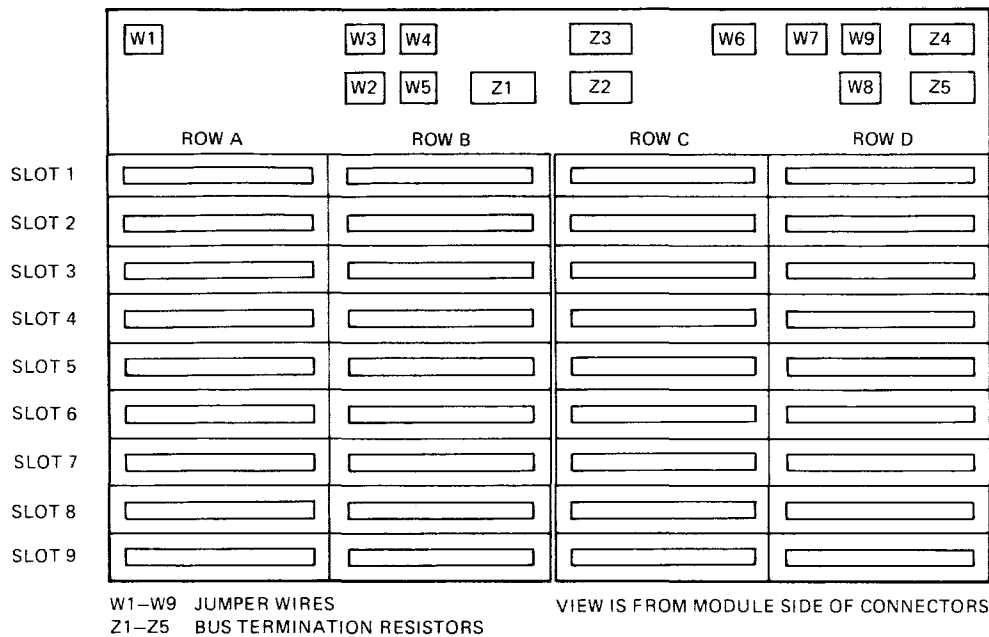 W1 W3 W4 Z3 W6 W7 W9 Z4
W2 W5 Z1 Z2 W8 Z5
ROW A ROW B ROW C ROW D
SLOT 1
SLOT 2
SLOT 3
SLOT 4
SLOT 5
SLOT 6
SLOT 7
SLOT 8
SLOT 9
W1–W9 JUMPER WIRES VIEW IS FROM MODULE SIDE OF CONNECTORS
Z1–Z5 BUS TERMINATION RESISTORS